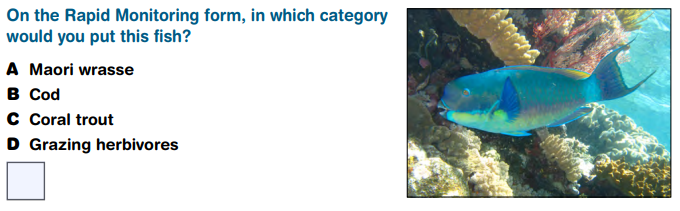 On the Rapid Monitoring form, in which category
would you put this fish?
A Maori wrasse
B Cod
C Coral trout
D Grazing herbivores